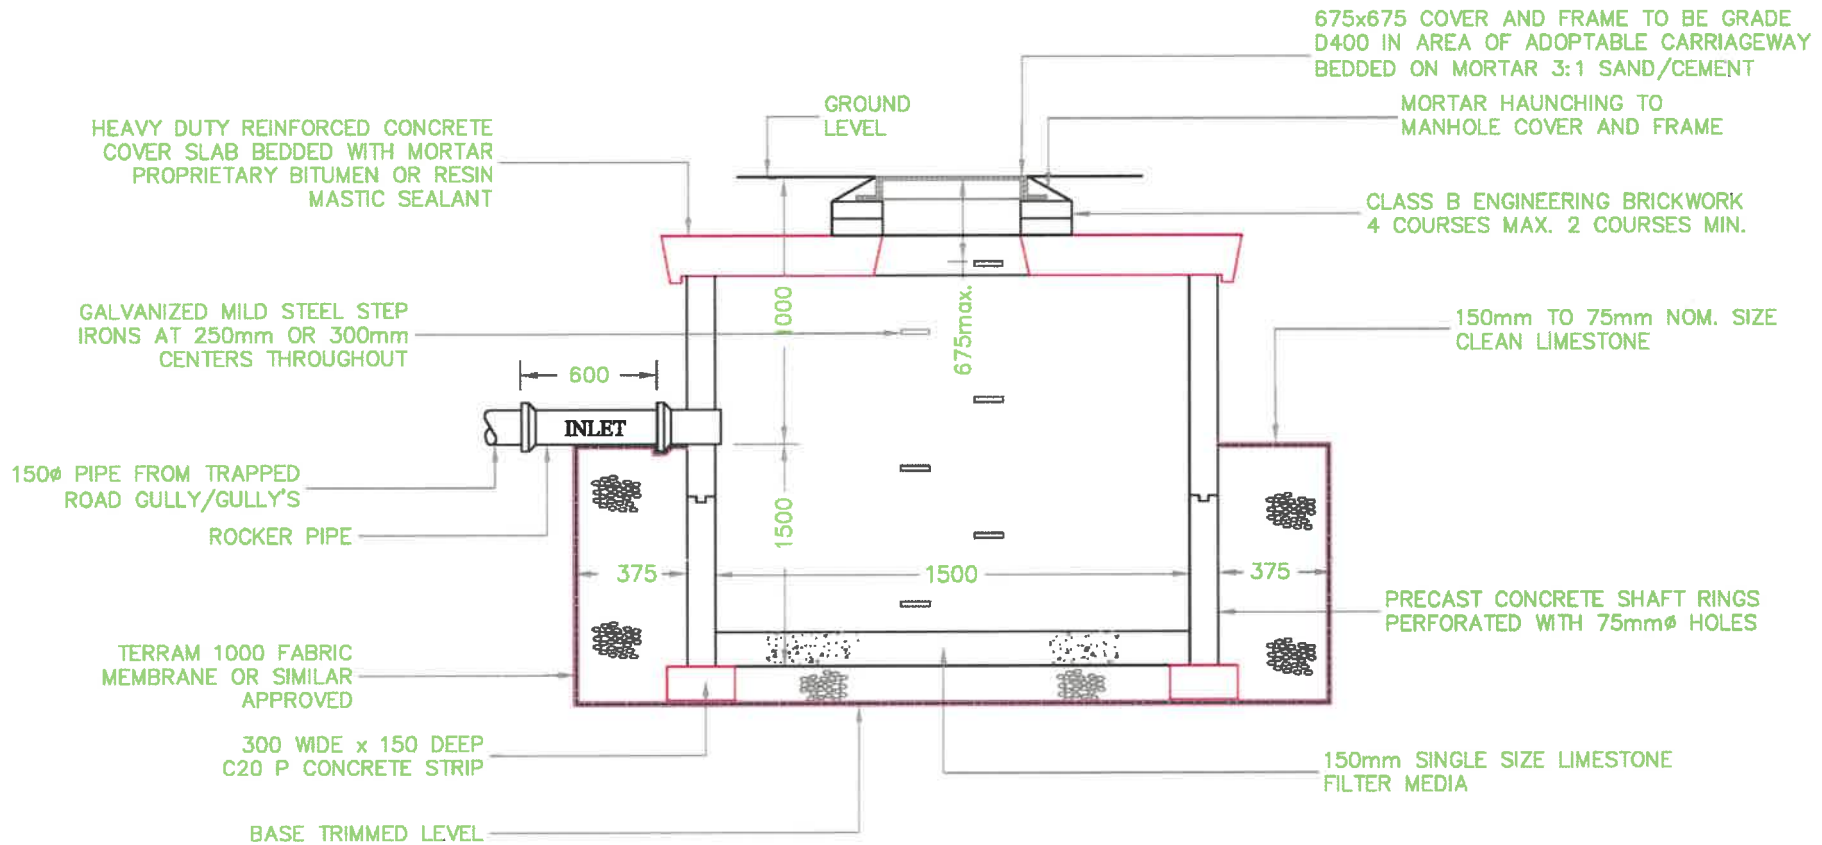 675x675 COVER AND FRAME TO BE GRADE
D400 IN AREA OF ADOPTABLE CARRIAGEWAY
BEDDED ON MORTAR 3:1 SAND/CEMENT
GROUND
LEVEL
MORTAR HAUNCHING TO
MANHOLE COVER AND FRAME
HEAVY DUTY REINFORCED CONCRETE
COVER SLAB BEDDED WITH MORTAR
PROPRIETARY BITUMEN OR RESIN
MASTIC SEALANT
CLASS B ENGINEERING BRICKWORK
4 COURSES MAX. 2 COURSES MIN.
GALVANIZED MILD STEEL STEP
IRONS AT 250mm OR 300mm
CENTERS THROUGHOUT
1000
675max.
150mm TO 75mm NOM. SIZE
CLEAN LIMESTONE
600
INLET
150ø PIPE FROM TRAPPED
ROAD GULLY/GULLY'S
ROCKER PIPE
1500
375
1500
375
PRECAST CONCRETE SHAFT RINGS
PERFORATED WITH 75mmø HOLES
TERRAM 1000 FABRIC
MEMBRANE OR SIMILAR
APPROVED
300 WIDE x 150 DEEP
C20 P CONCRETE STRIP
150mm SINGLE SIZE LIMESTONE
FILTER MEDIA
BASE TRIMMED LEVEL